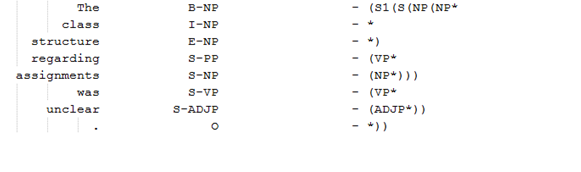 The B-NP - (S1(S(NP(NP*
class I-NP - *
structure E-NP - *)
regarding S-PP - (VP*
assignments S-NP - (NP*)))
was S-VP - (VP*
unclear S-ADJP - (ADJP*))
. O - *))